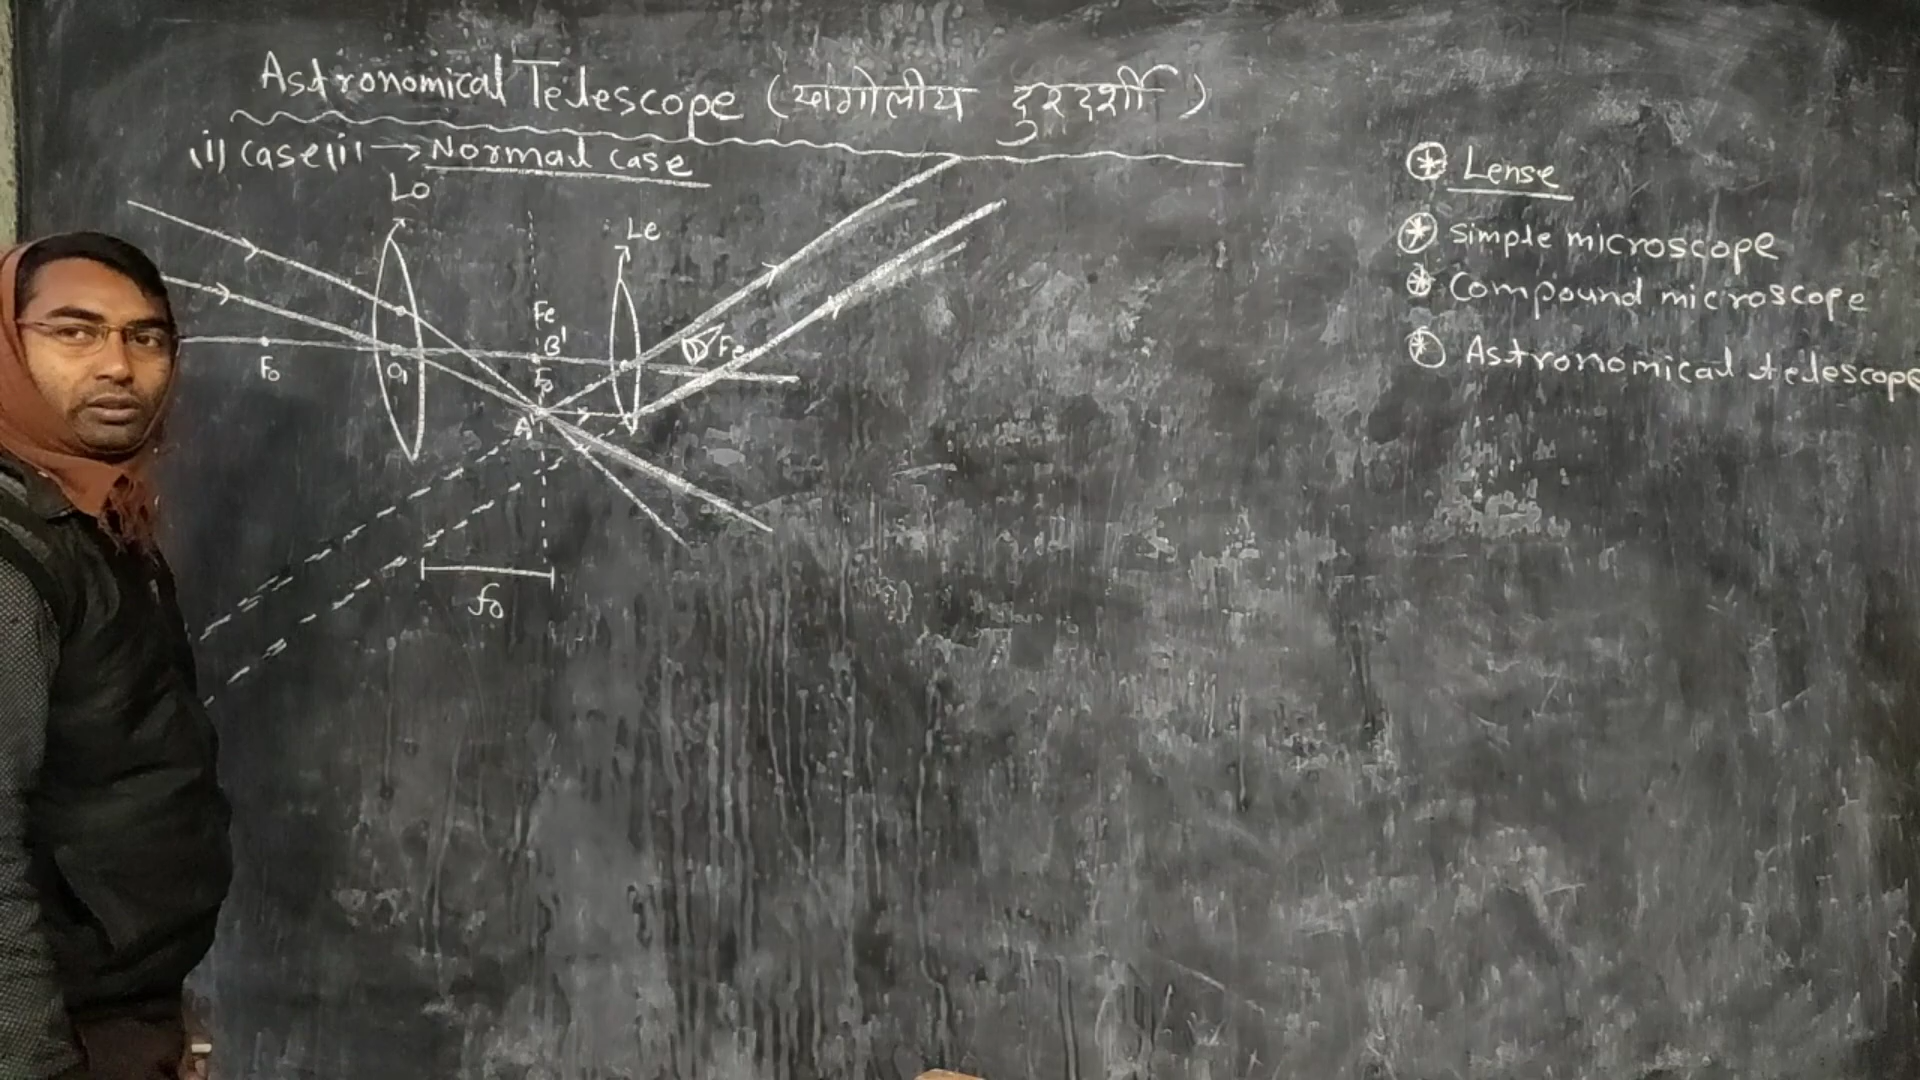 Astronomical Telescope (खगोलीय दुरदर्शी)
(i) case(i) → Normal case
Lo
Le
Fe
B'
Fo
O1
Fo
Fe
A'
fo
* Lense
* simple microscope
* Compound microscope
Astronomical telescope